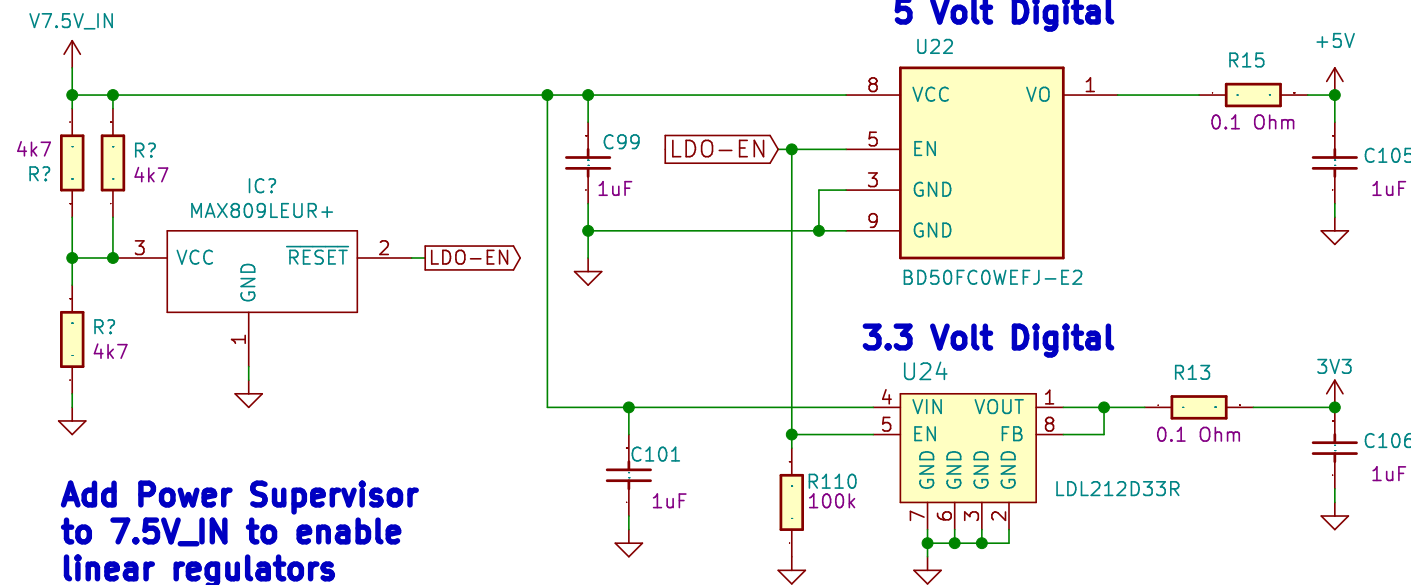 V7.5V_IN
4k7
R?
R?
4k7
IC?
MAX809LEUR+
3
VCC
GND
RESET
2
LDO-EN
1
R?
4k7
Add Power Supervisor
to 7.5V_IN to enable
linear regulators
5 Volt Digital
U22
C99
1uF
LDO-EN
8
VCC
VO
1
5
EN
3
GND
9
GND
BD50FC0WEFJ-E2
R15
0.1 Ohm
+5V
C105
1uF
3.3 Volt Digital
U24
4
VIN
VOUT
1
5
EN
FB
8
GND
GND
GND
GND
7
6
3
2
LDL212D33R
C101
1uF
R110
100k
R13
0.1 Ohm
3V3
C106
1uF